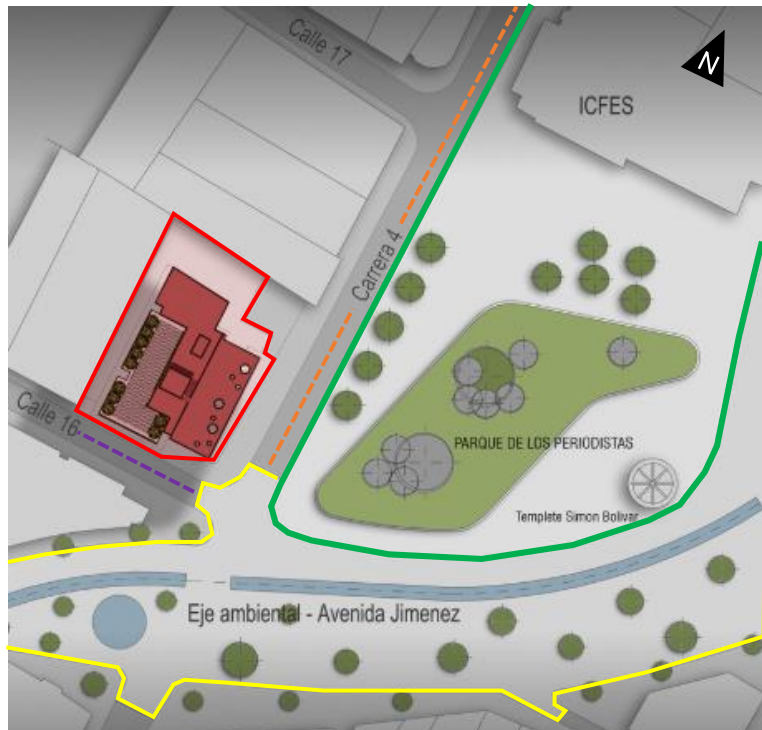 Calle 17
N
ICFES
Carrera 4
Calle 16
PARQUE DE LOS PERIODISTAS
Templete Simon Bolivar
Eje ambiental - Avenida Jimenez